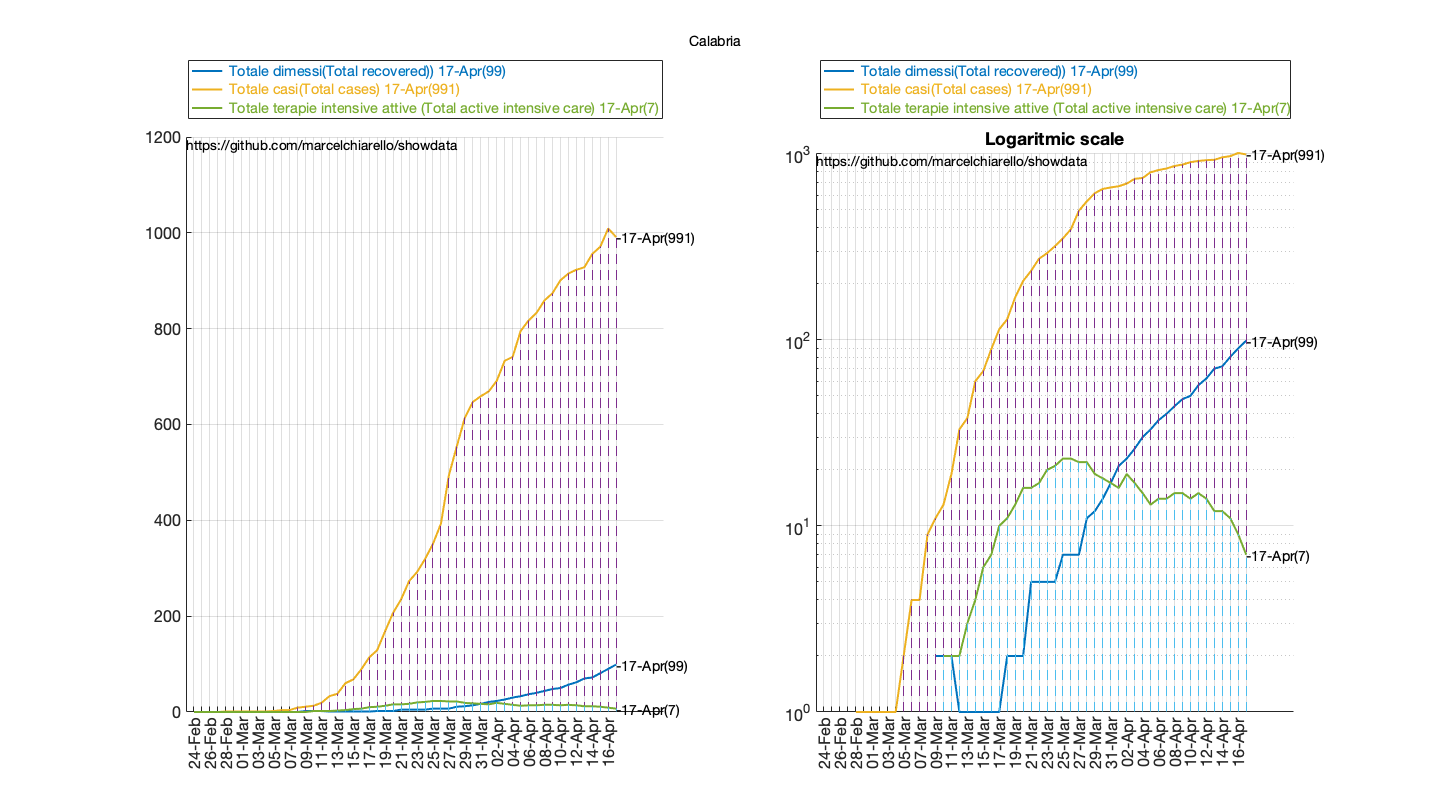 Calabria
Totale dimessi(Total recovered)) 17-Apr(99)
Totale casi(Total cases) 17-Apr(991)
Totale terapie intensive attive (Total active intensive care) 17-Apr(7)
1200
1000
800
600
400
200
0
https://github.com/marcelchiarello/showdata
-17-Apr(991)
-17-Apr(99)
-17-Apr(7)
24-Feb
26-Feb
28-Feb
01-Mar
03-Mar
05-Mar
07-Mar
09-Mar
11-Mar
13-Mar
15-Mar
17-Mar
19-Mar
21-Mar
23-Mar
25-Mar
27-Mar
29-Mar
31-Mar
02-Apr
04-Apr
06-Apr
08-Apr
10-Apr
12-Apr
14-Apr
16-Apr
Totale dimessi(Total recovered)) 17-Apr(99)
Totale casi(Total cases) 17-Apr(991)
Totale terapie intensive attive (Total active intensive care) 17-Apr(7)
Logaritmic scale
10^3
10^2
10^1
10^0
https://github.com/marcelchiarello/showdata
-17-Apr(991)
-17-Apr(99)
-17-Apr(7)
24-Feb
26-Feb
28-Feb
01-Mar
03-Mar
05-Mar
07-Mar
09-Mar
11-Mar
13-Mar
15-Mar
17-Mar
19-Mar
21-Mar
23-Mar
25-Mar
27-Mar
29-Mar
31-Mar
02-Apr
04-Apr
06-Apr
08-Apr
10-Apr
12-Apr
14-Apr
16-Apr